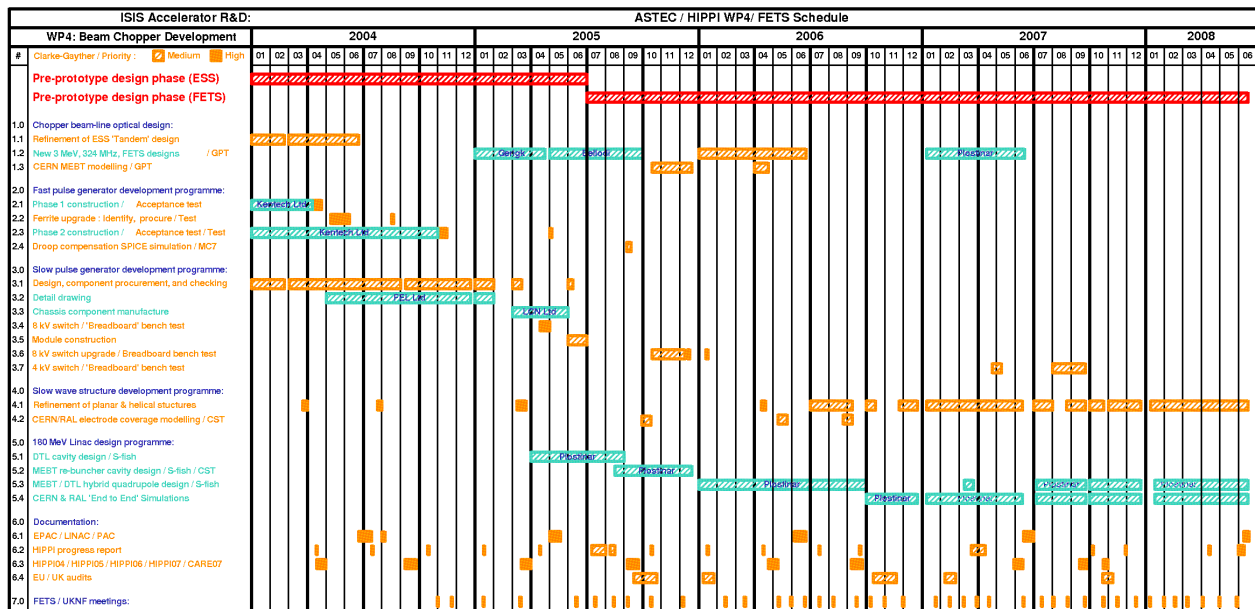 ISIS Accelerator R&D: ASTEC / HIPPI WP4/ FETS Schedule
WP4: Beam Chopper Development 2004 2005 2006 2007 2008
# Clarke-Gayther / Priority : Medium High 01 02 03 04 05 06 07 08 09 10 11 12 01 02 03 04 05 06 07 08 09 10 11 12 01 02 03 04 05 06 07 08 09 10 11 12 01 02 03 04 05 06 07 08 09 10 11 12 01 02 03 04 05 06
Pre-prototype design phase (ESS)
Pre-prototype design phase (FETS)
1.0 Chopper beam-line optical design:
1.1 Refinement of ESS 'Tandem' design
1.2 New 3 MeV, 324 MHz, FETS designs / GPT Gerigk Bellodi Plostinar
1.3 CERN MEBT modelling / GPT
2.0 Fast pulse generator development programme:
2.1 Phase 1 construction / Acceptance test Kentech Ltd
2.2 Ferrite upgrade : Identify, procure / Test
2.3 Phase 2 construction / Acceptance test / Test Kentech Ltd
2.4 Droop compensation SPICE simulation / MC7
3.0 Slow pulse generator development programme:
3.1 Design, component procurement, and checking
3.2 Detail drawing PEL Ltd
3.3 Chassis component manufacture LGN Ltd
3.4 8 kV switch / 'Breadboard' bench test
3.5 Module construction
3.6 8 kV switch upgrade / Breadboard bench test
3.7 4 kV switch / 'Breadboard' bench test
4.0 Slow wave structure development programme:
4.1 Refinement of planar & helical stuctures
4.2 CERN/RAL electrode coverage modelling / CST
5.0 180 MeV Linac design programme:
5.1 DTL cavity design / S-fish Plostinar
5.2 MEBT re-buncher cavity design / S-fish / CST Plostinar
5.3 MEBT / DTL hybrid quadrupole design / S-fish Plostinar Plostinar Plostinar
5.4 CERN & RAL 'End to End' Simulations Plostinar Plostinar
6.0 Documentation:
6.1 EPAC / LINAC / PAC
6.2 HIPPI progress report
6.3 HIPPI04 / HIPPI05 / HIPPI06 / HIPPI07 / CARE07
6.4 EU / UK audits
7.0 FETS / UKNF meetings: